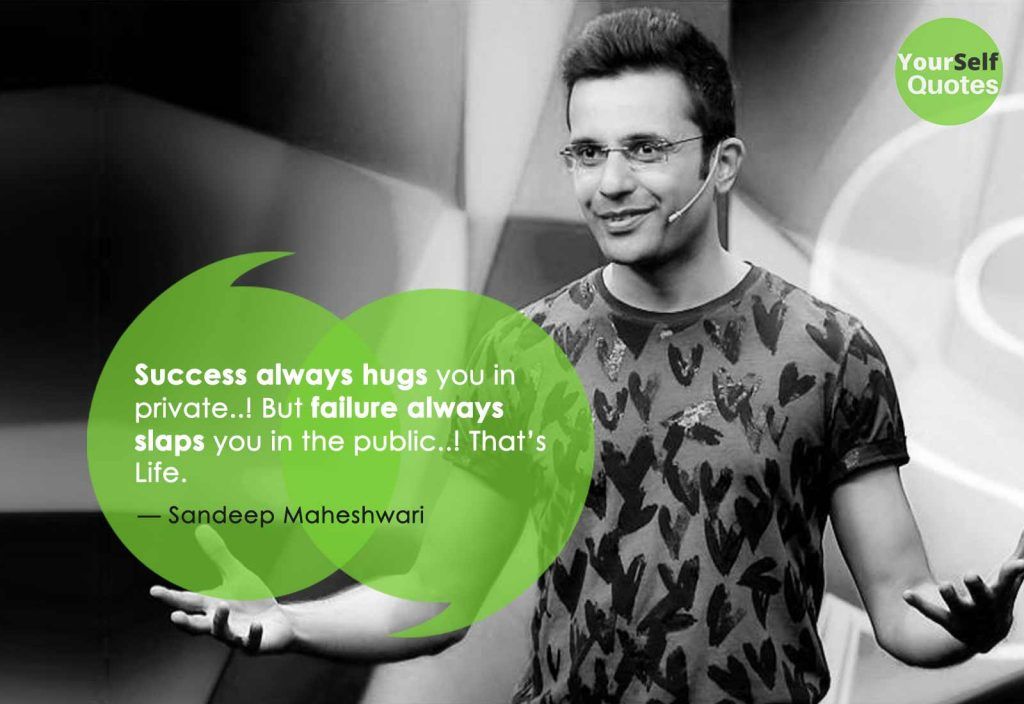 YourSelf
Quotes
Success always hugs you in
private..! But failure always
slaps you in the public..! That's
Life.
— Sandeep Maheshwari